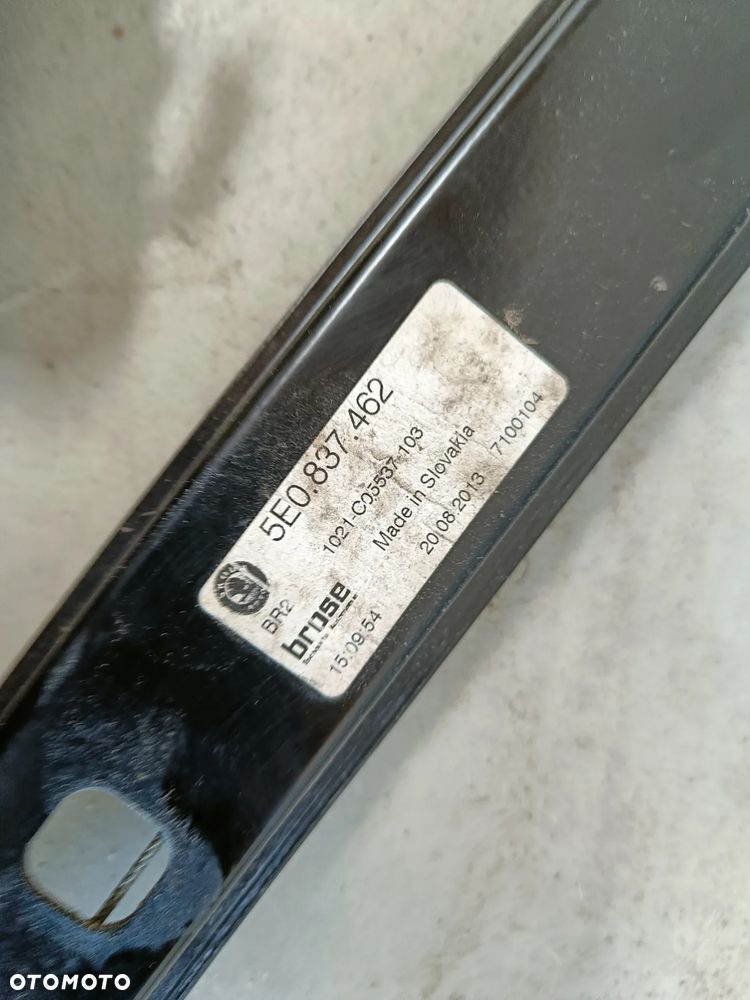 5E0.837.462
BR2
1021-C05537-103
brose
Made in Slovakia
15:09:54
20.08.2013
7100104
OTOMOTO